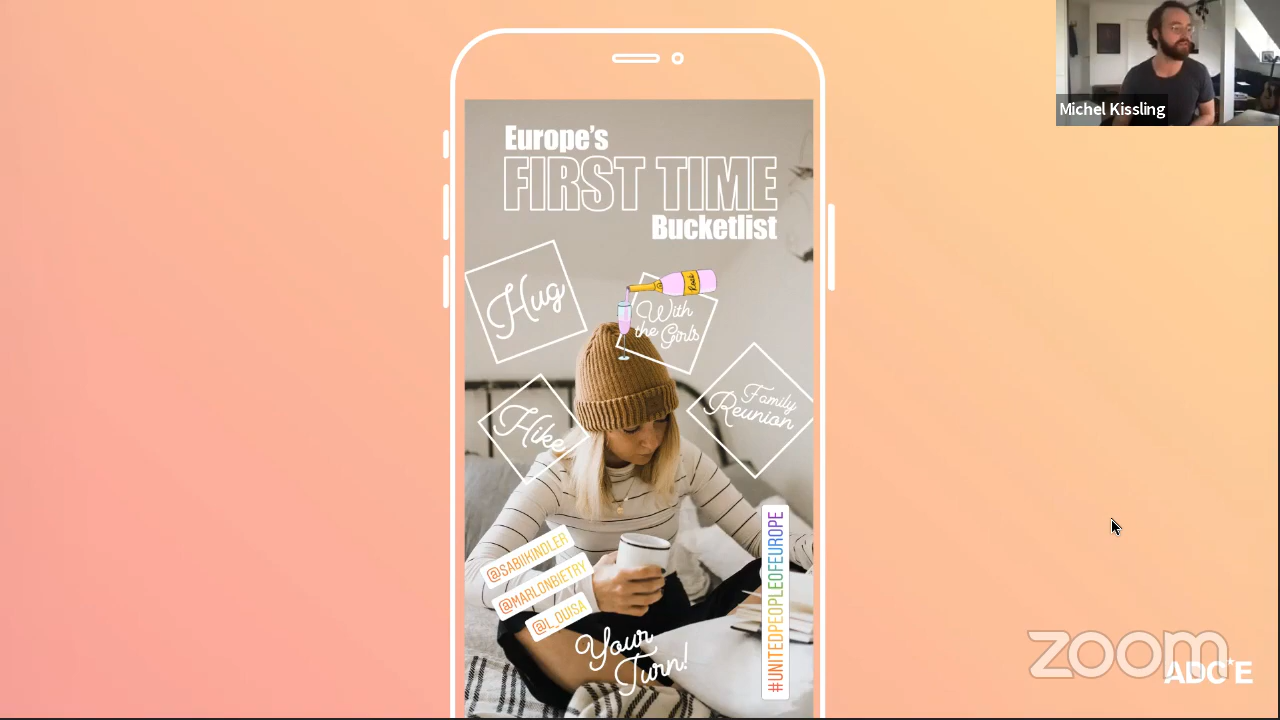 Michel Kissling
Europe's
FIRST TIME
Bucketlist
Hug
Rosé
With
the Girls
Family
Reunion
Hike
@SABIIKINDLER
@MARLONBIETRY
@L_OUISA
#UNITEDPEOPLEOFEUROPE
Your
Turn!
zoom
ADC*E